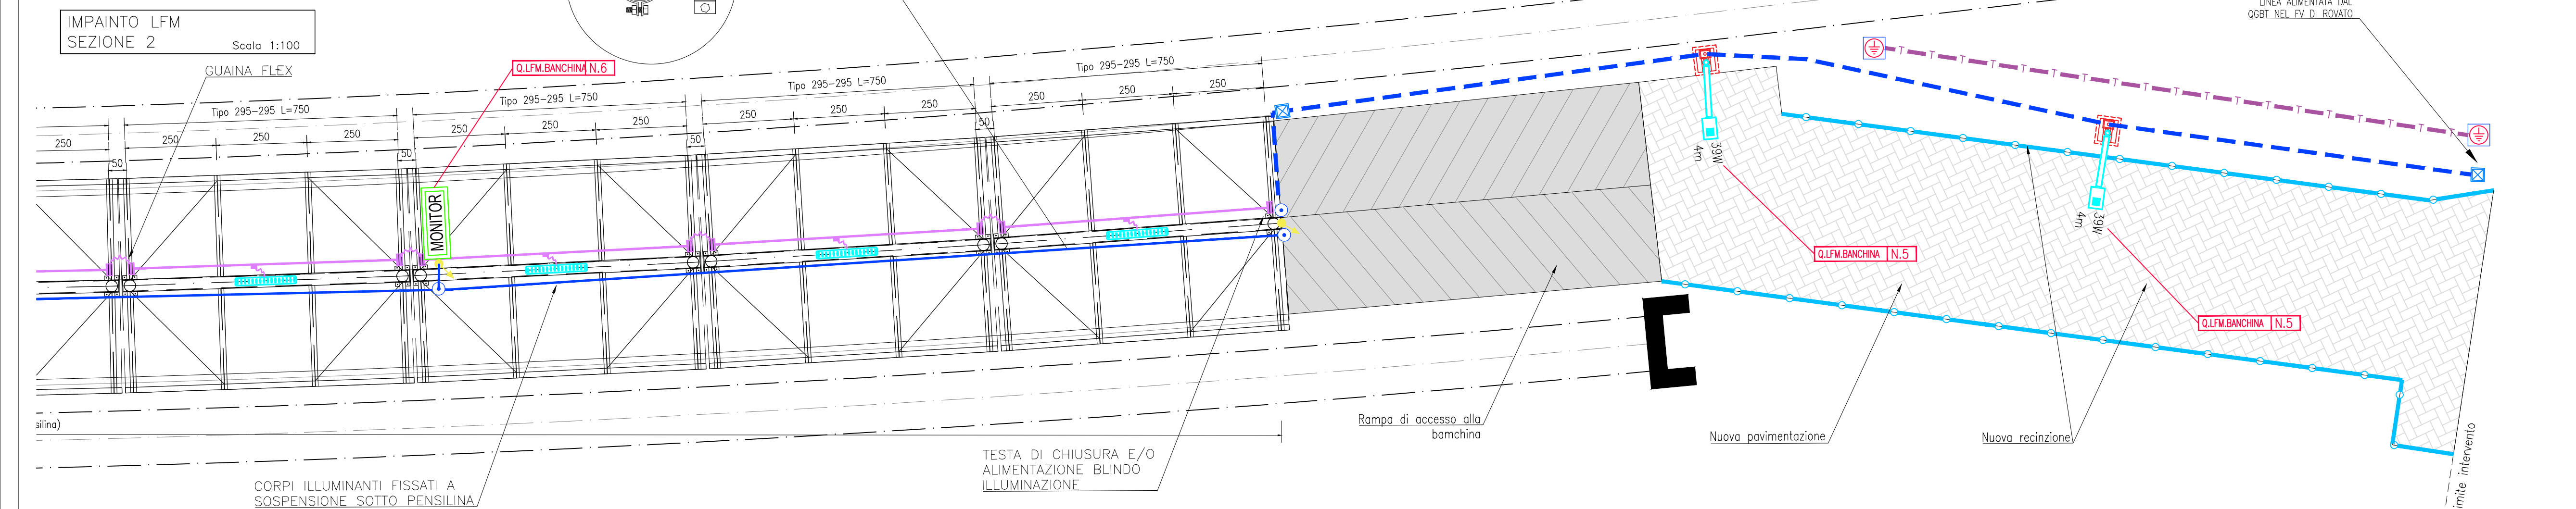 IMPAINTO LFM
SEZIONE 2
Scala 1:100
GUAINA FLEX
Q.LFM.BANCHINA N.6
LINEA ALIMENTATA DAL
QGBT NEL FV DI ROVATO
Tipo 295-295 L=750
Tipo 295-295 L=750
Tipo 295-295 L=750
Tipo 295-295 L=750
250
250
250
250
250
250
250
250
250
250
250
250
250
50
50
50
50
MONITOR
39W
4m
39W
4m
Q.LFM.BANCHINA N.5
Q.LFM.BANCHINA N.5
silina)
Rampa di accesso alla
bamchina
Nuova pavimentazione
Nuova recinzione
TESTA DI CHIUSURA E/O
ALIMENTAZIONE BLINDO
ILLUMINAZIONE
CORPI ILLUMINANTI FISSATI A
SOSPENSIONE SOTTO PENSILINA
imite intervento